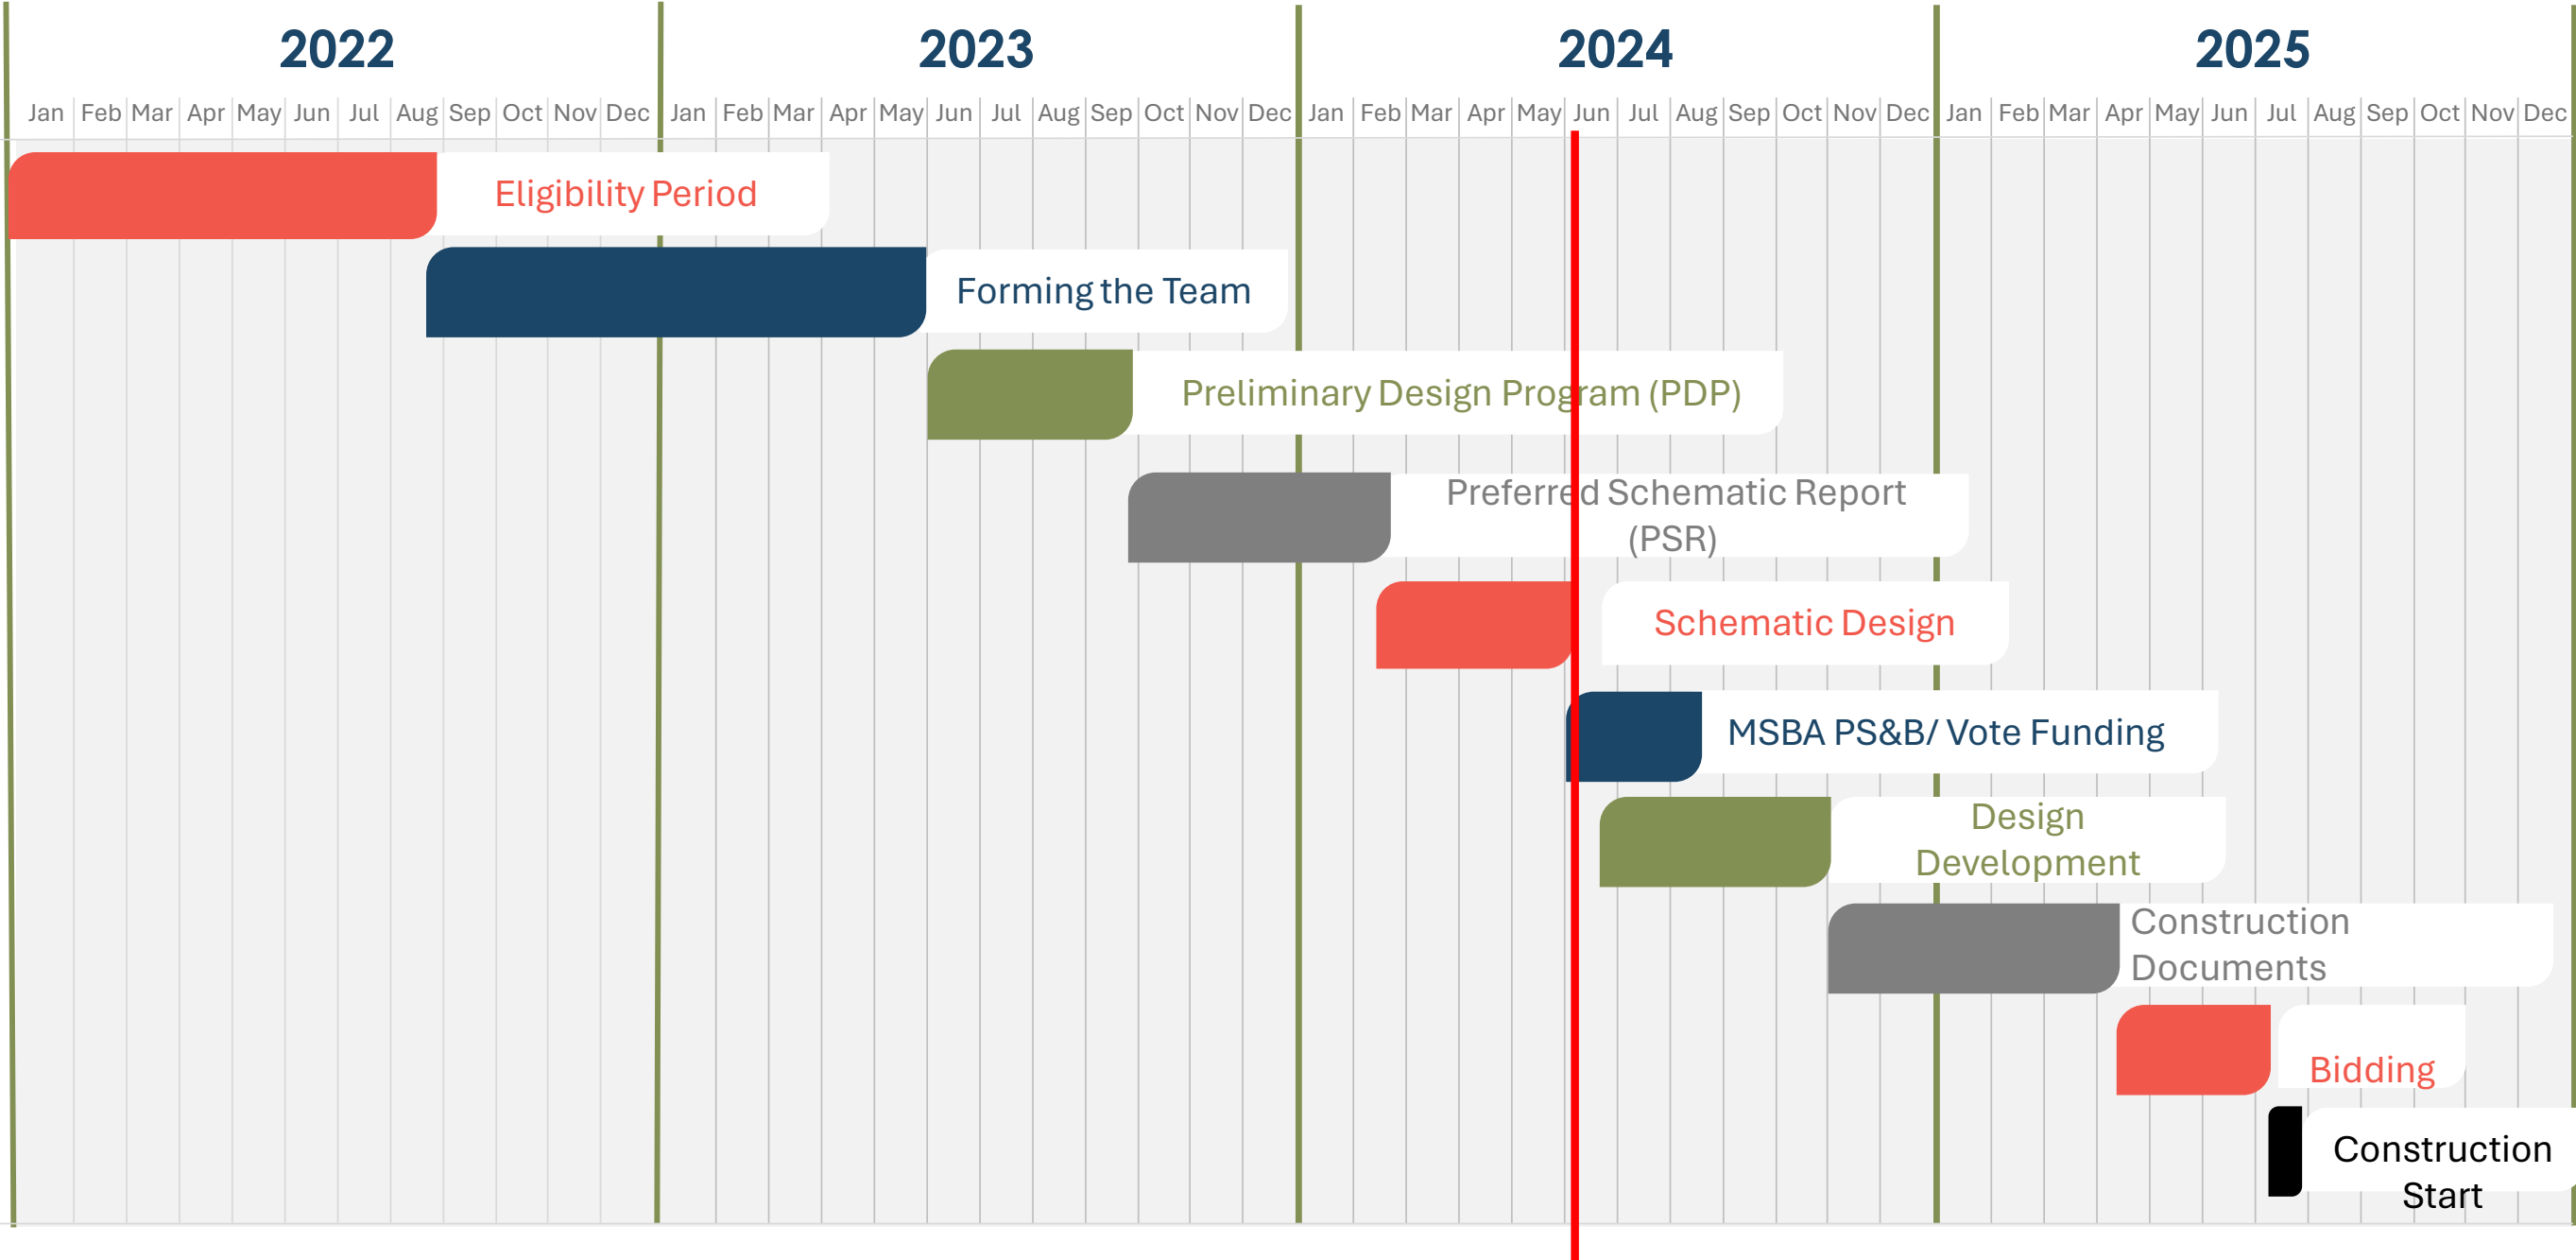 2022 2023 2024 2025
Jan Feb Mar Apr May Jun Jul Aug Sep Oct Nov Dec Jan Feb Mar Apr May Jun Jul Aug Sep Oct Nov Dec Jan Feb Mar Apr May Jun Jul Aug Sep Oct Nov Dec Jan Feb Mar Apr May Jun Jul Aug Sep Oct Nov Dec
Eligibility Period
Forming the Team
Preliminary Design Program (PDP)
Preferred Schematic Report
(PSR)
Schematic Design
MSBA PS&B/ Vote Funding
Design
Development
Construction
Documents
Bidding
Construction
Start